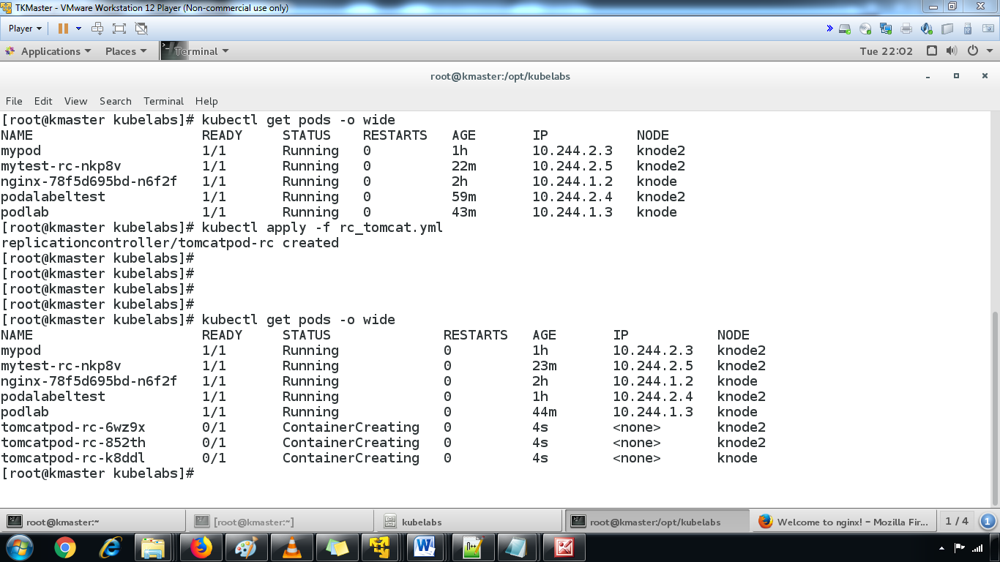 TKMaster - VMware Workstation 12 Player (Non-commercial use only)
Player
Applications Places Terminal Tue 22:02
root@kmaster:/opt/kubelabs
File Edit View Search Terminal Help
[root@kmaster kubelabs]# kubectl get pods -o wide
NAME READY STATUS RESTARTS AGE IP NODE
mypod 1/1 Running 0 1h 10.244.2.3 knode2
mytest-rc-nkp8v 1/1 Running 0 22m 10.244.2.5 knode2
nginx-78f5d695bd-n6f2f 1/1 Running 0 2h 10.244.1.2 knode
podalabeltest 1/1 Running 0 59m 10.244.2.4 knode2
podlab 1/1 Running 0 43m 10.244.1.3 knode
[root@kmaster kubelabs]# kubectl apply -f rc_tomcat.yml
replicationcontroller/tomcatpod-rc created
[root@kmaster kubelabs]#
[root@kmaster kubelabs]#
[root@kmaster kubelabs]#
[root@kmaster kubelabs]#
[root@kmaster kubelabs]# kubectl get pods -o wide
NAME READY STATUS RESTARTS AGE IP NODE
mypod 1/1 Running 0 1h 10.244.2.3 knode2
mytest-rc-nkp8v 1/1 Running 0 23m 10.244.2.5 knode2
nginx-78f5d695bd-n6f2f 1/1 Running 0 2h 10.244.1.2 knode
podalabeltest 1/1 Running 0 1h 10.244.2.4 knode2
podlab 1/1 Running 0 44m 10.244.1.3 knode
tomcatpod-rc-6wz9x 0/1 ContainerCreating 0 4s <none> knode2
tomcatpod-rc-852th 0/1 ContainerCreating 0 4s <none> knode2
tomcatpod-rc-k8ddl 0/1 ContainerCreating 0 4s <none> knode
[root@kmaster kubelabs]#
root@kmaster:~ [root@kmaster:~] kubelabs root@kmaster:/opt/kubelabs Welcome to nginx! - Mozilla Fir... 1 / 4 1